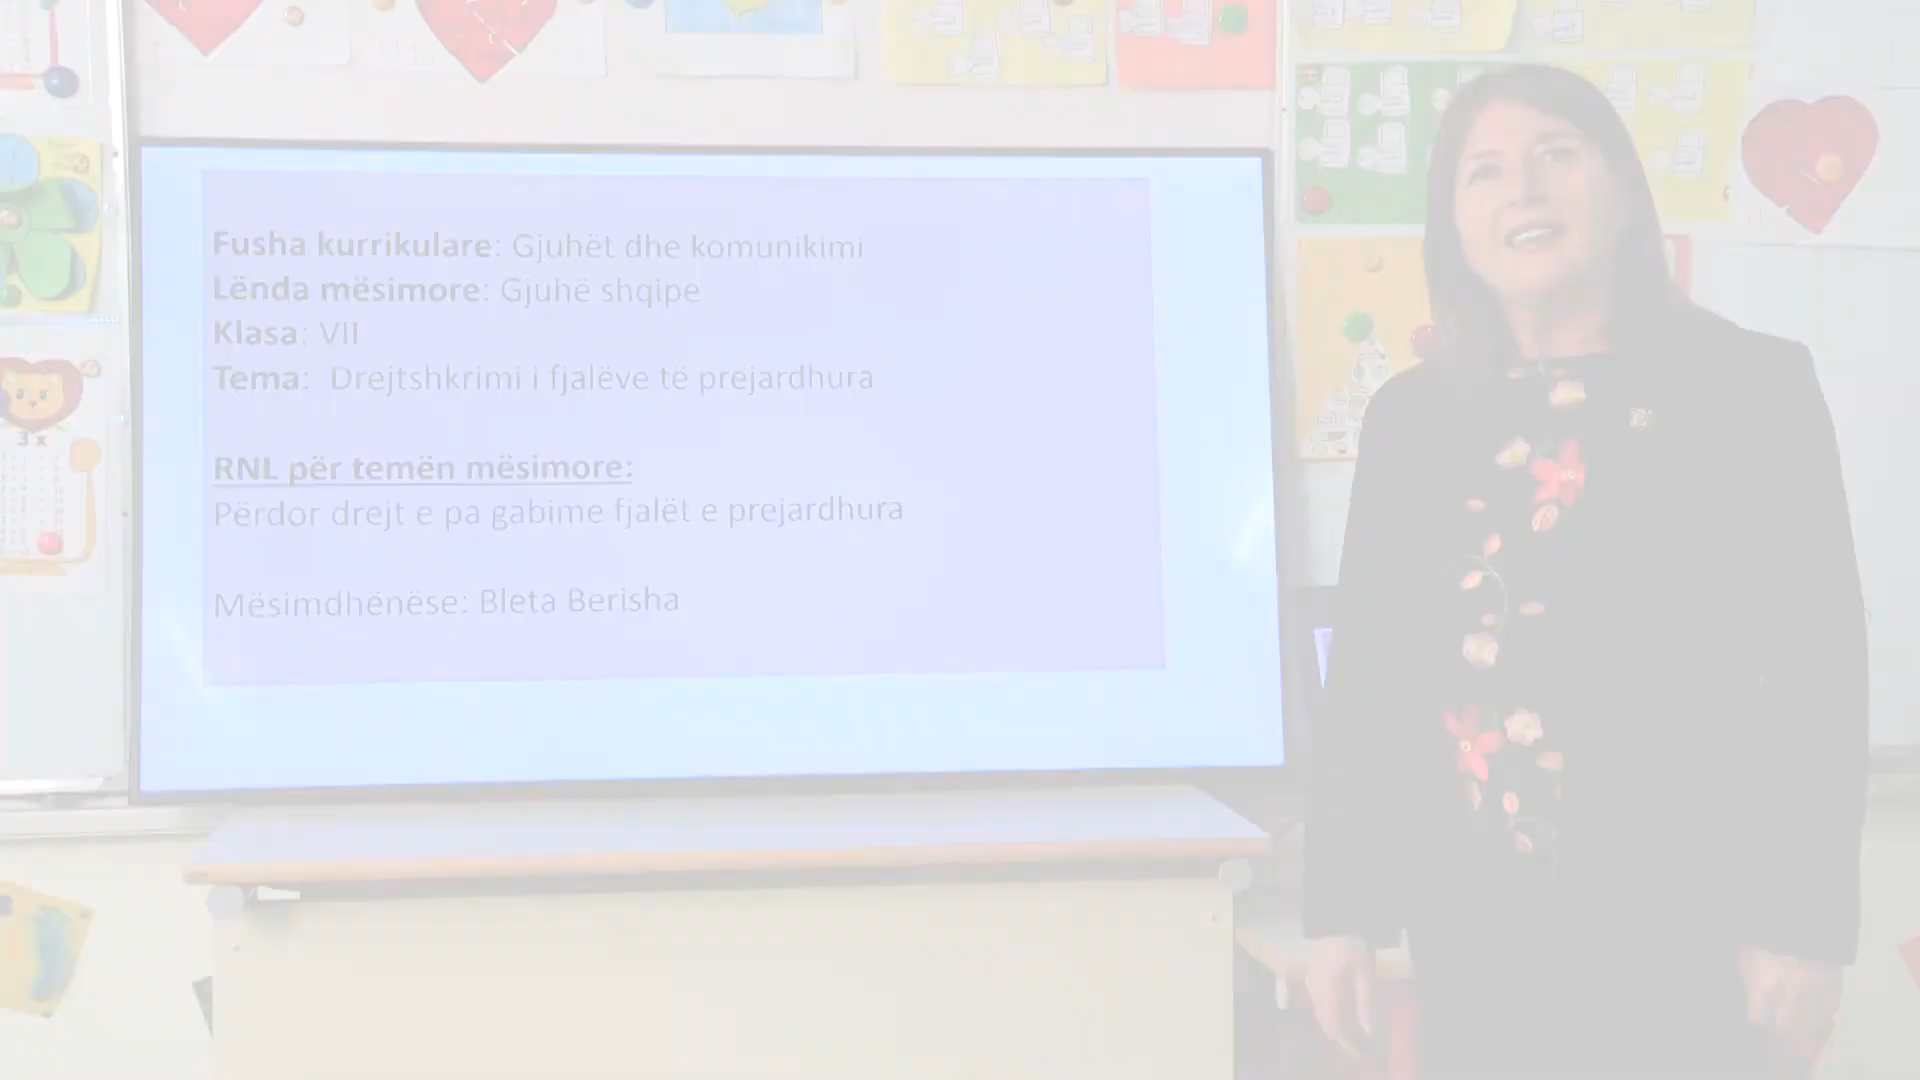 Fusha kurrikulare: Gjuhët dhe komunikimi
Lënda mësimore: Gjuhë shqipe
Klasa: VII
Tema: Drejtshkrimi i fjalëve të prejardhura
RNL për temën mësimore:
Përdor drejt e pa gabime fjalët e prejardhura
Mësimdhënëse: Bleta Berisha
3 x